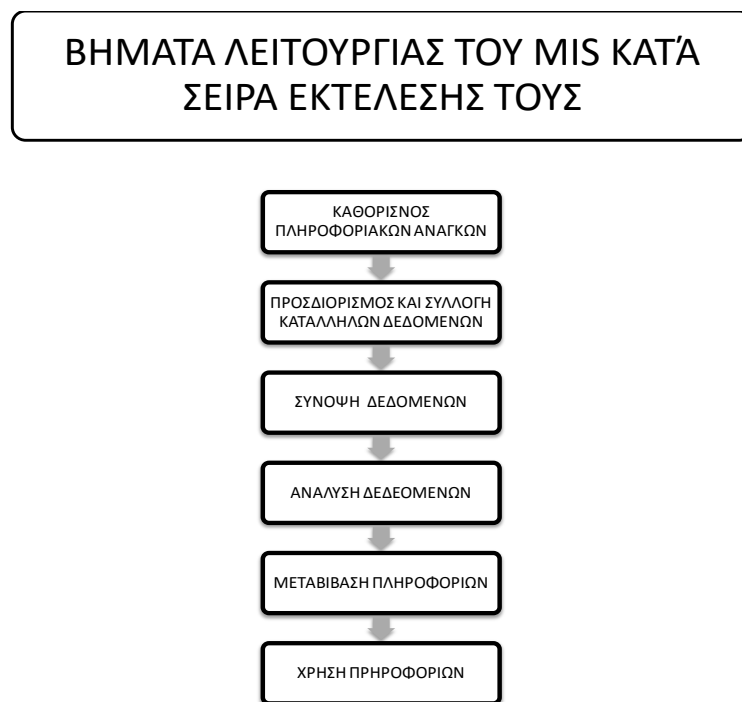 ΒΗΜΑΤΑ ΛΕΙΤΟΥΡΓΙΑΣ ΤΟΥ MIS ΚΑΤΆ
ΣΕΙΡΑ ΕΚΤΕΛΕΣΗΣ ΤΟΥΣ
ΚΑΘΟΡΙΣΝΟΣ
ΠΛΗΡΟΦΟΡΙΑΚΩΝ ΑΝΑΓΚΩΝ
ΠΡΟΣΔΙΟΡΙΣΜΟΣ ΚΑΙ ΣΥΛΛΟΓΗ
ΚΑΤΑΛΛΗΛΩΝ ΔΕΔΟΜΕΝΩΝ
ΣΥΝΟΨΗ ΔΕΔΟΜΕΝΩΝ
ΑΝΑΛΥΣΗ ΔΕΔΕΟΜΕΝΩΝ
ΜΕΤΑΒΙΒΑΣΗ ΠΛΗΡΟΦΟΡΙΩΝ
ΧΡΗΣΗ ΠΡΗΡΟΦΟΡΙΩΝ